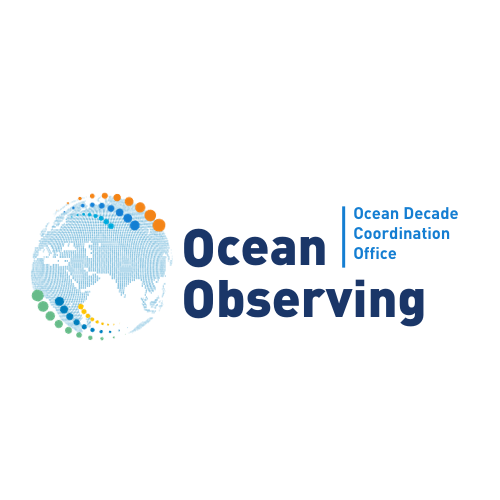 Ocean
Observing
Ocean Decade
Coordination
Office